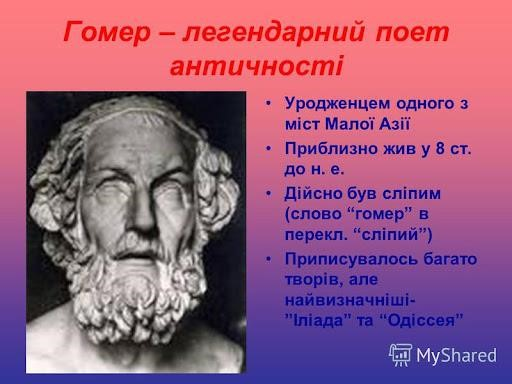 Гомер – легендарний поет
античності
• Уродженцем одного з
міст Малої Азії
• Приблизно жив у 8 ст.
до н. е.
• Дійсно був сліпим
(слово “гомер” в
перекл. “сліпий”)
• Приписувалось багато
творів, але
найвизначніші-
”Іліада” та “Одіссея”
MyShared